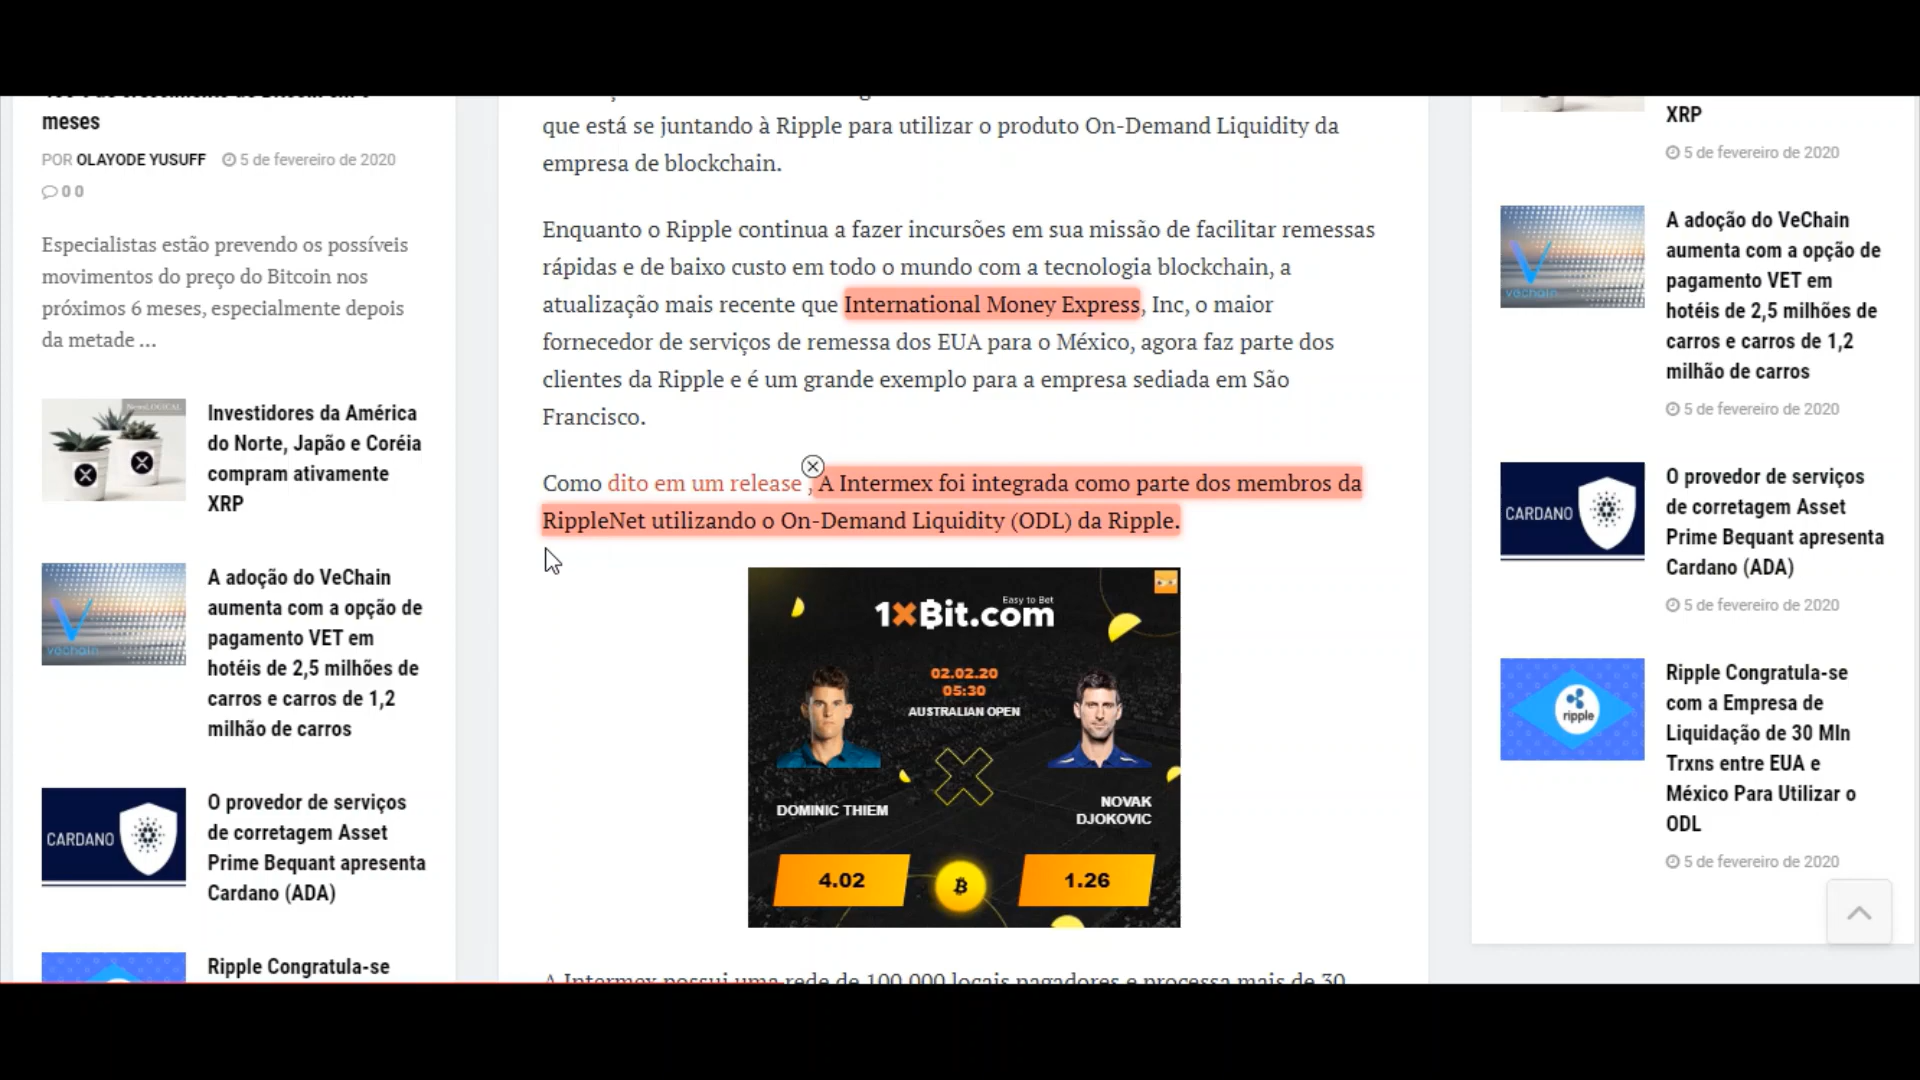 meses
POR OLAYODE YUSUFF 5 de fevereiro de 2020
0 0
Especialistas estão prevendo os possíveis
movimentos do preço do Bitcoin nos
próximos 6 meses, especialmente depois
da metade ...
Investidores da América
do Norte, Japão e Coréia
compram ativamente
XRP
vechain
A adoção do VeChain
aumenta com a opção de
pagamento VET em
hotéis de 2,5 milhões de
carros e carros de 1,2
milhão de carros
CARDANO
O provedor de serviços
de corretagem Asset
Prime Bequant apresenta
Cardano (ADA)
Ripple Congratula-se
que está se juntando à Ripple para utilizar o produto On-Demand Liquidity da
empresa de blockchain.
Enquanto o Ripple continua a fazer incursões em sua missão de facilitar remessas
rápidas e de baixo custo em todo o mundo com a tecnologia blockchain, a
atualização mais recente que International Money Express, Inc, o maior
fornecedor de serviços de remessa dos EUA para o México, agora faz parte dos
clientes da Ripple e é um grande exemplo para a empresa sediada em São
Francisco.
Como dito em um release , A Intermex foi integrada como parte dos membros da
RippleNet utilizando o On-Demand Liquidity (ODL) da Ripple.
Easy to Bet
1xBit.com
02.02.20
05:30
AUSTRALIAN OPEN
DOMINIC THIEM
NOVAK
DJOKOVIC
4.02
1.26
A Intermex possui uma rede de 100.000 locais pagadores e processa mais de 30
XRP
5 de fevereiro de 2020
vechain
A adoção do VeChain
aumenta com a opção de
pagamento VET em
hotéis de 2,5 milhões de
carros e carros de 1,2
milhão de carros
5 de fevereiro de 2020
CARDANO
O provedor de serviços
de corretagem Asset
Prime Bequant apresenta
Cardano (ADA)
5 de fevereiro de 2020
ripple
Ripple Congratula-se
com a Empresa de
Liquidação de 30 Mln
Trxns entre EUA e
México Para Utilizar o
ODL
5 de fevereiro de 2020